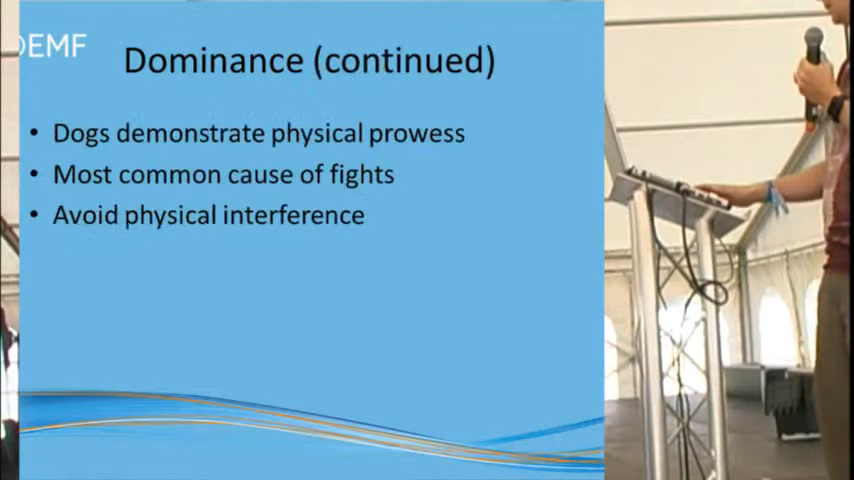 EMF
Dominance (continued)
• Dogs demonstrate physical prowess
• Most common cause of fights
• Avoid physical interference